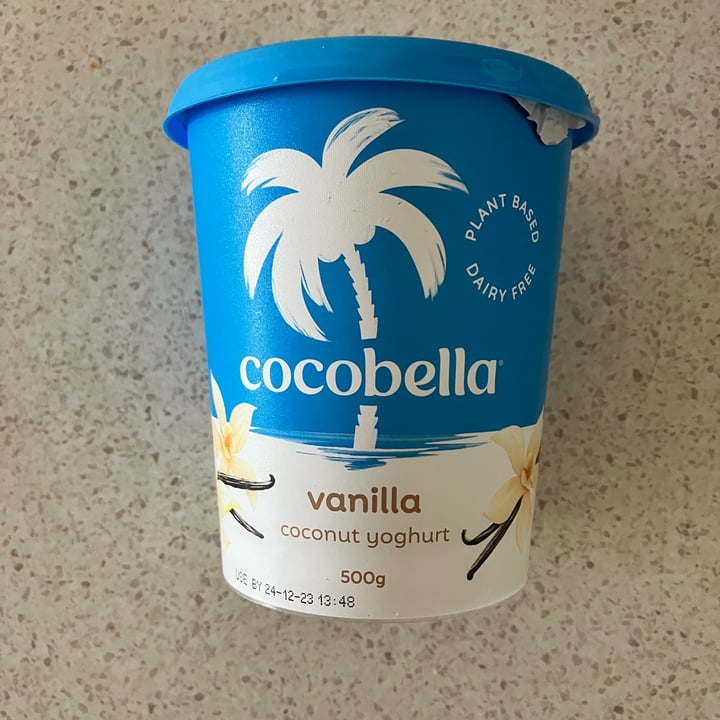 PLANT BASED
DAIRY FREE
cocobella®
vanilla
coconut yoghurt
500g
USE BY 24-12-23 13:48